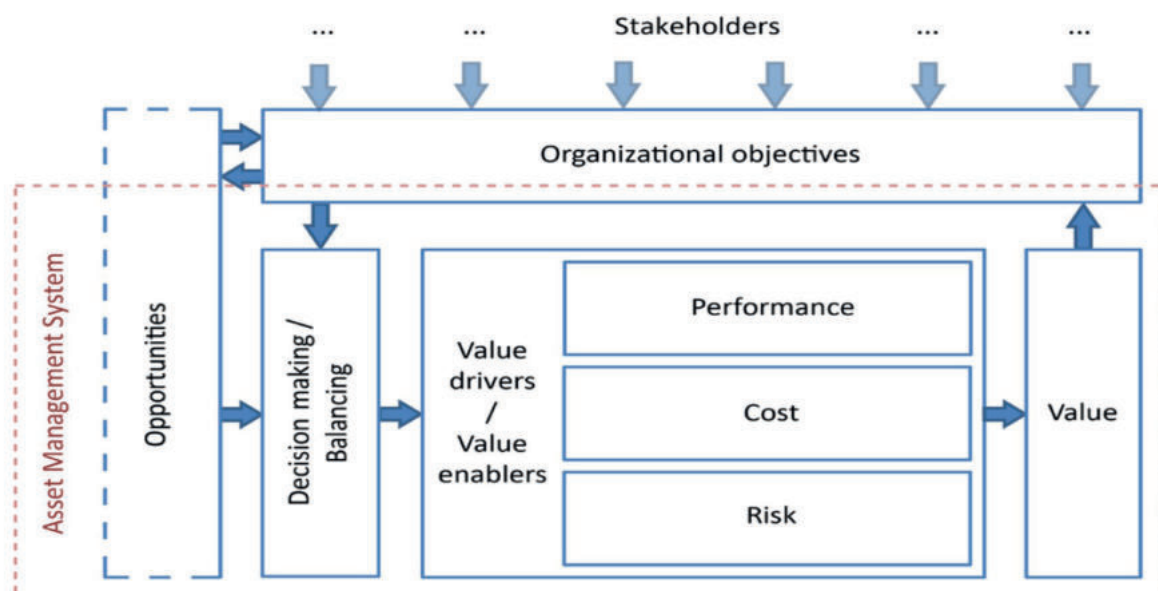 ... ... Stakeholders ... ...
Organizational objectives
Asset Management System
Opportunities
Decision making /
Balancing
Value
drivers
/
Value
enablers
Performance
Cost
Risk
Value